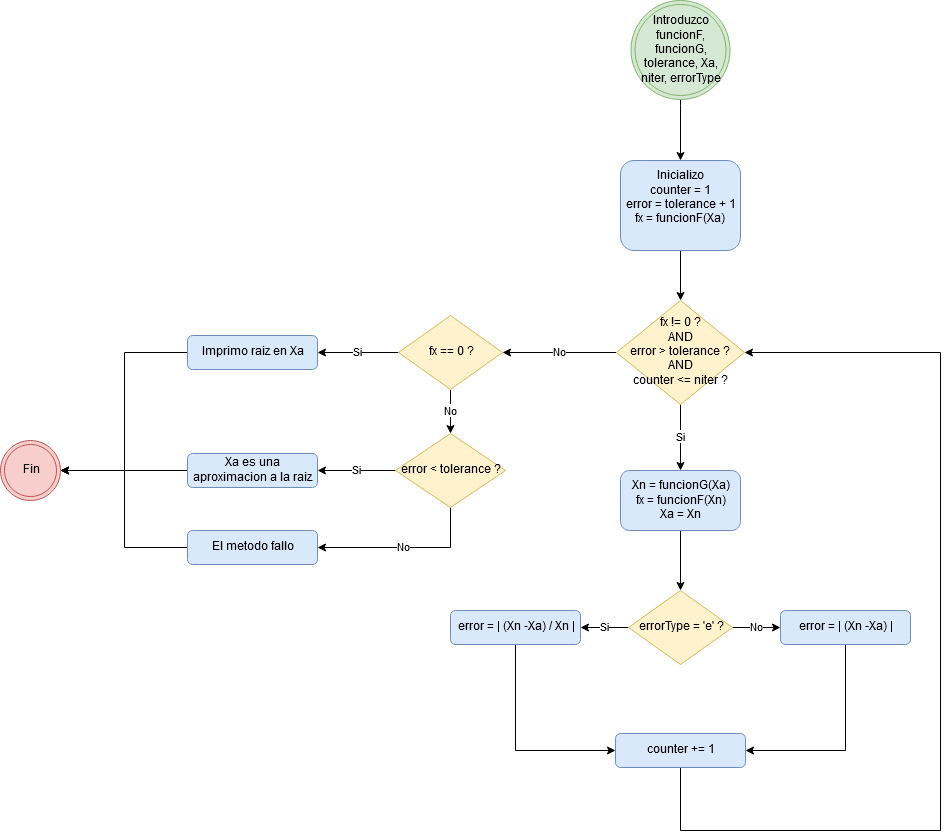 Introduzco
funcionF,
funcionG,
tolerance, Xa,
niter, errorType
Inicializo
counter = 1
error = tolerance + 1
fx = funcionF(Xa)
fx != 0 ?
AND
error > tolerance ?
AND
counter <= niter ?
No
fx == 0 ?
Si
Imprimo raiz en Xa
No
error < tolerance ?
Si
Xa es una
aproximacion a la raiz
No
El metodo fallo
Fin
Si
Xn = funcionG(Xa)
fx = funcionF(Xn)
Xa = Xn
errorType = 'e' ?
Si
error = | (Xn -Xa) / Xn |
No
error = | (Xn -Xa) |
counter += 1